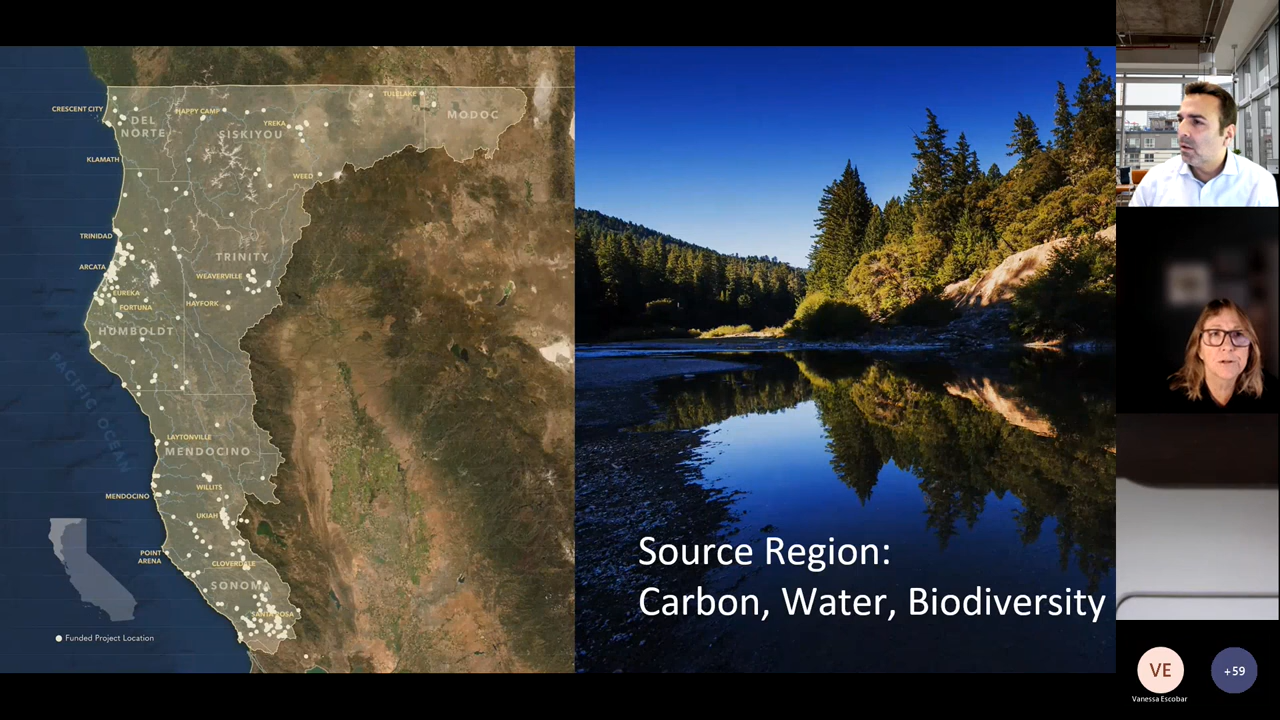 TULELAKE
CRESCENT CITY
DEL
NORTE
HAPPY CAMP
YREKA
SISKIYOU
MODOC
KLAMATH
WEED
TRINIDAD
TRINITY
ARCATA
WEAVERVILLE
EUREKA
FORTUNA
HAYFORK
HUMBOLDT
PACIFIC OCEAN
LAYTONVILLE
MENDOCINO
WILLITS
MENDOCINO
UKIAH
POINT
ARENA
CLOVERDALE
SONOMA
SANTA ROSA
Funded Project Location
Source Region:
Carbon, Water, Biodiversity
VE
+59
Vanessa Escobar